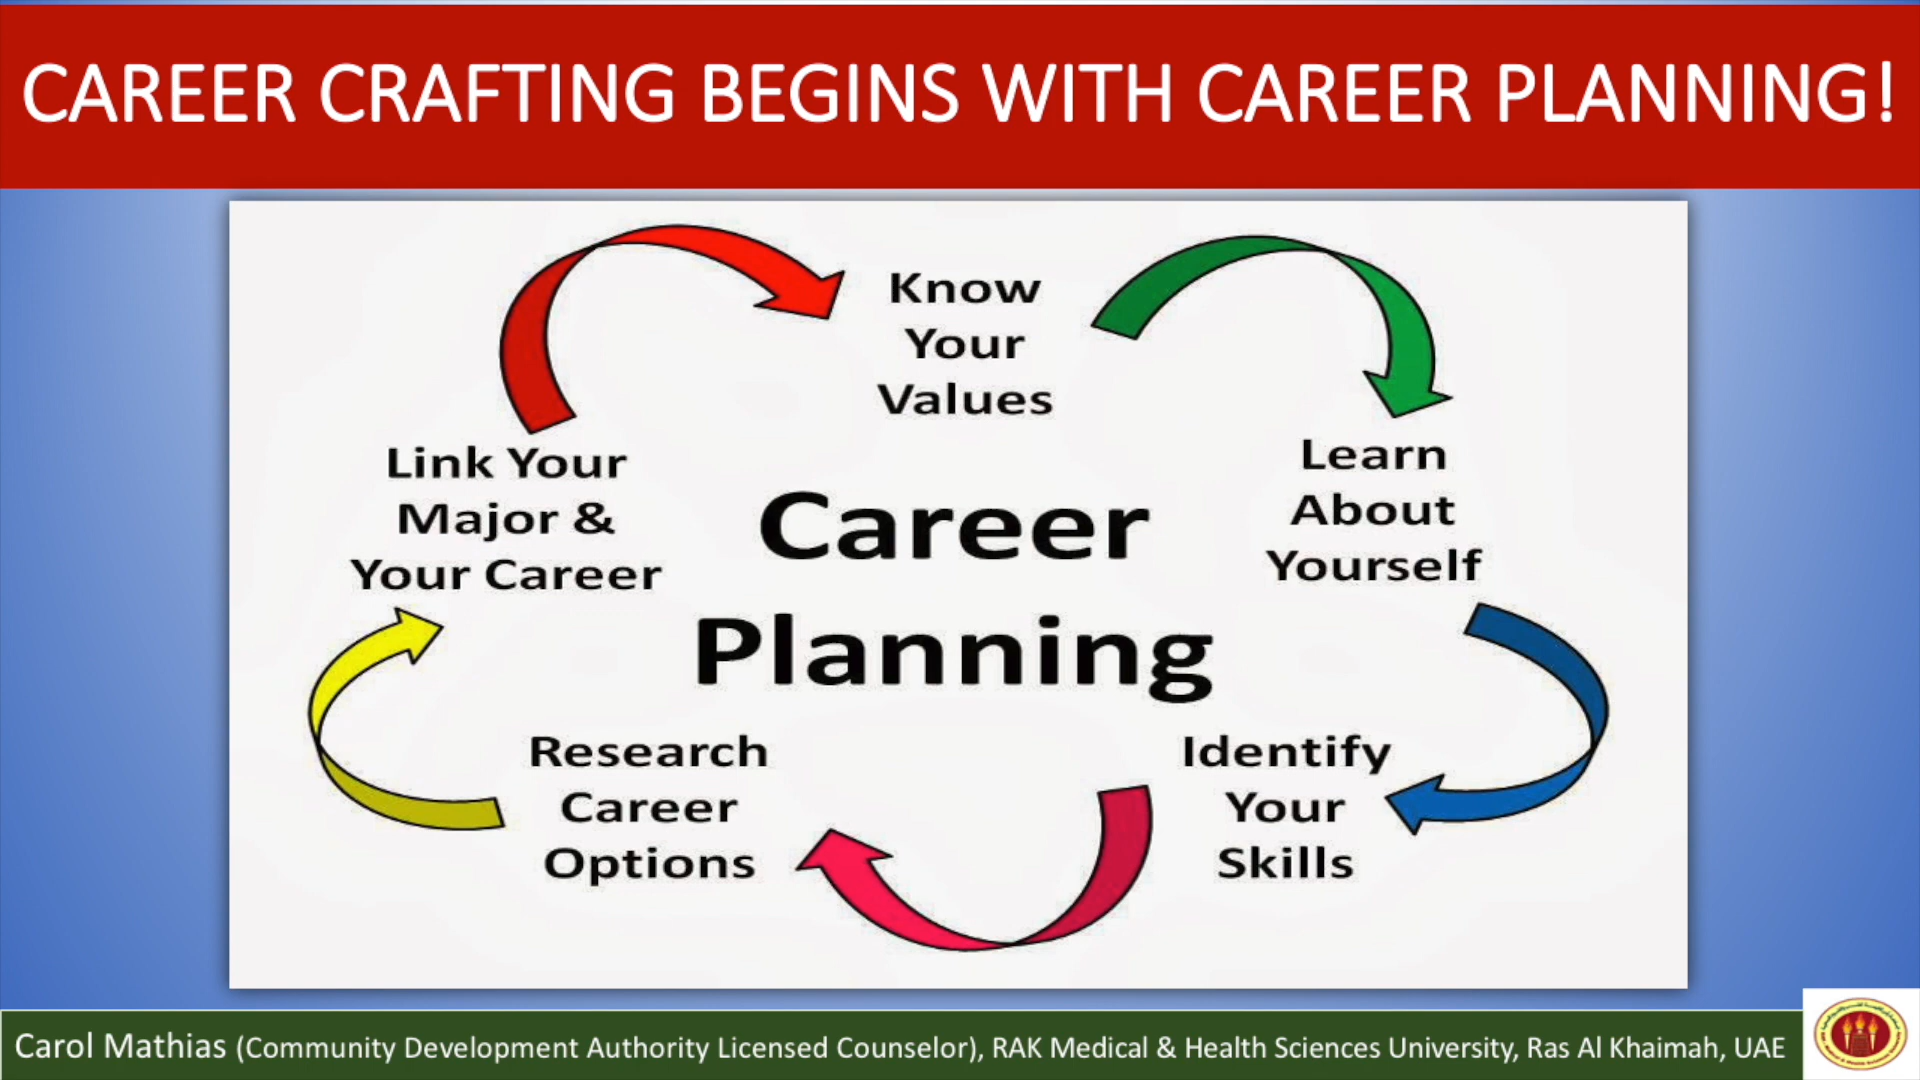 CAREER CRAFTING BEGINS WITH CAREER PLANNING!
Know
Your
Values
Learn
About
Yourself
Identify
Your
Skills
Research
Career
Options
Link Your
Major &
Your Career
Career
Planning
Carol Mathias (Community Development Authority Licensed Counselor), RAK Medical & Health Sciences University, Ras Al Khaimah, UAE